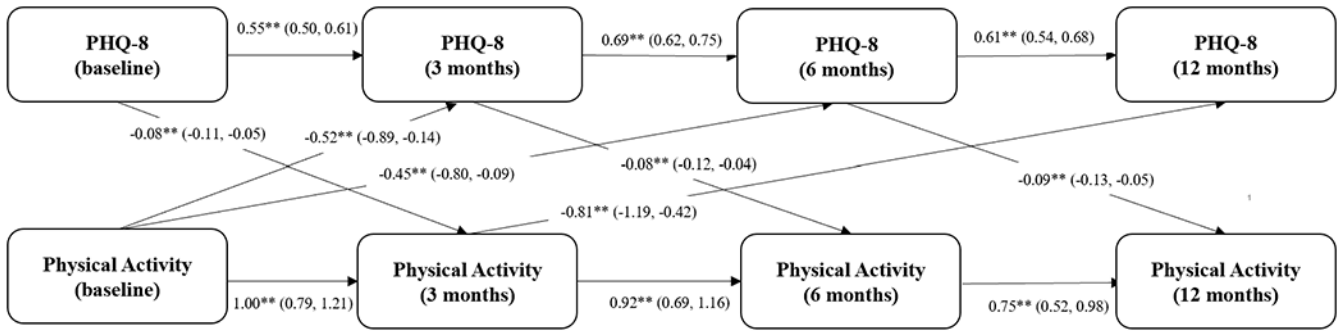 PHQ-8
(baseline)
0.55** (0.50, 0.61)
PHQ-8
(3 months)
0.69** (0.62, 0.75)
PHQ-8
(6 months)
0.61** (0.54, 0.68)
PHQ-8
(12 months)
-0.08** (-0.11, -0.05)
-0.52** (-0.89, -0.14)
-0.45** (-0.80, -0.09)
-0.08** (-0.12, -0.04)
-0.81** (-1.19, -0.42)
-0.09** (-0.13, -0.05)
Physical Activity
(baseline)
1.00** (0.79, 1.21)
Physical Activity
(3 months)
0.92** (0.69, 1.16)
Physical Activity
(6 months)
0.75** (0.52, 0.98)
Physical Activity
(12 months)